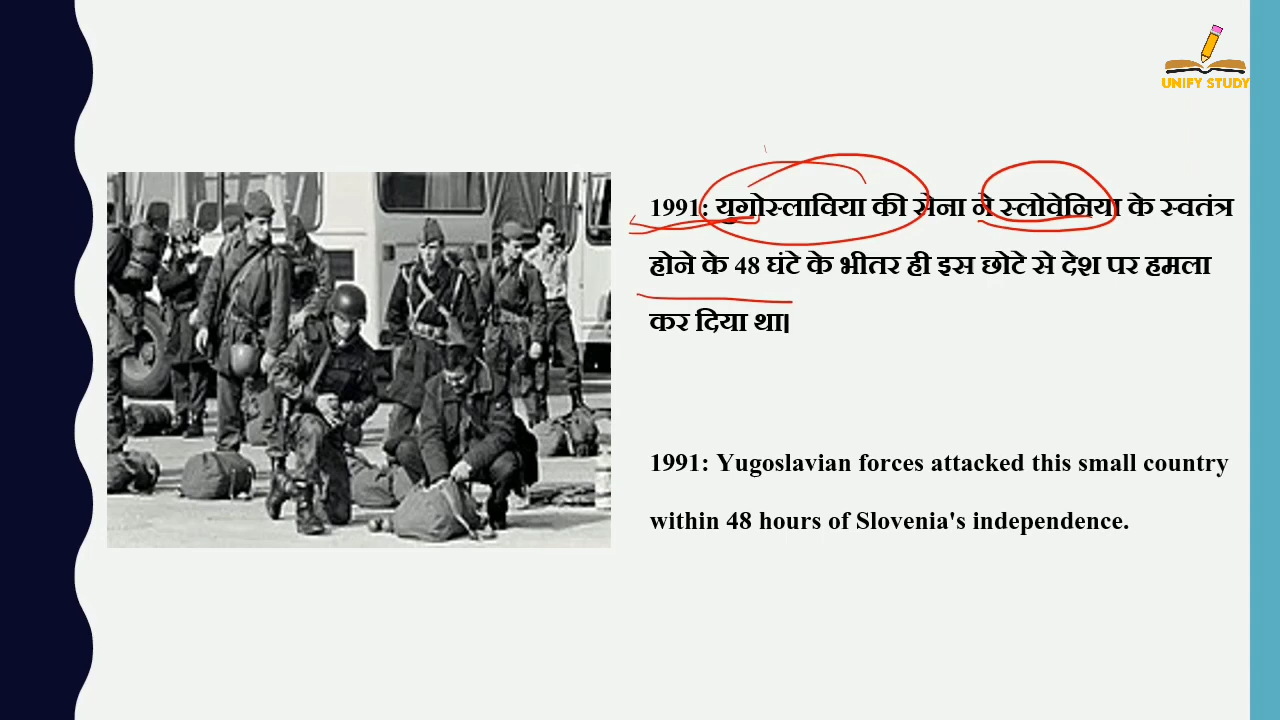 UNIFY STUDY
1991: युगोस्लाविया की सेना ने स्लोवेनिया के स्वतंत्र
होने के 48 घंटे के भीतर ही इस छोटे से देश पर हमला
कर दिया था।
1991: Yugoslavian forces attacked this small country
within 48 hours of Slovenia's independence.